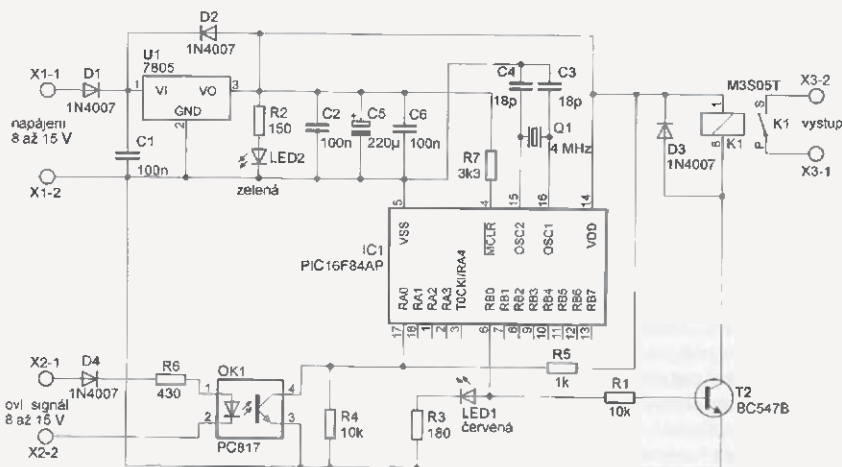 D2
1N4007
U1
7805
X1-1
D1
1N4007
1
VI
VO
3
GND
2
napájení
8 až 15 V
C1
100n
X1-2
R2
150
LED2
zelená
C2
100n
C5
+
220µ
C6
100n
C4
18p
C3
18p
Q1
4 MHz
R7
3k3
M3S05T
1
8
K1
D3
1N4007
S
P
K1
X3-2
výstup
X3-1
5
4
15
16
14
IC1
PIC16F84AP
VSS
MCLR
OSC2
OSC1
VDD
RA0
RA1
RA2
RA3
T0CKI/RA4
RB0
RB1
RB2
RB3
RB4
RB5
RB6
RB7
17
18
1
2
3
6
7
8
9
10
11
12
13
X2-1
D4
1N4007
R6
430
OK1
1
2
4
3
PC817
ovl signál
8 až 15 V
X2-2
R4
10k
R3
180
LED1
červená
R5
1k
R1
10k
T2
BC547B